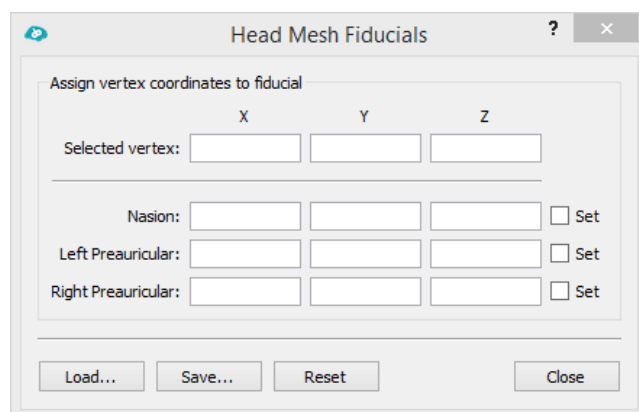 Head Mesh Fiducials ? ×
Assign vertex coordinates to fiducial
X Y Z
Selected vertex:
Nasion: Set
Left Preauricular: Set
Right Preauricular: Set
Load... Save... Reset Close